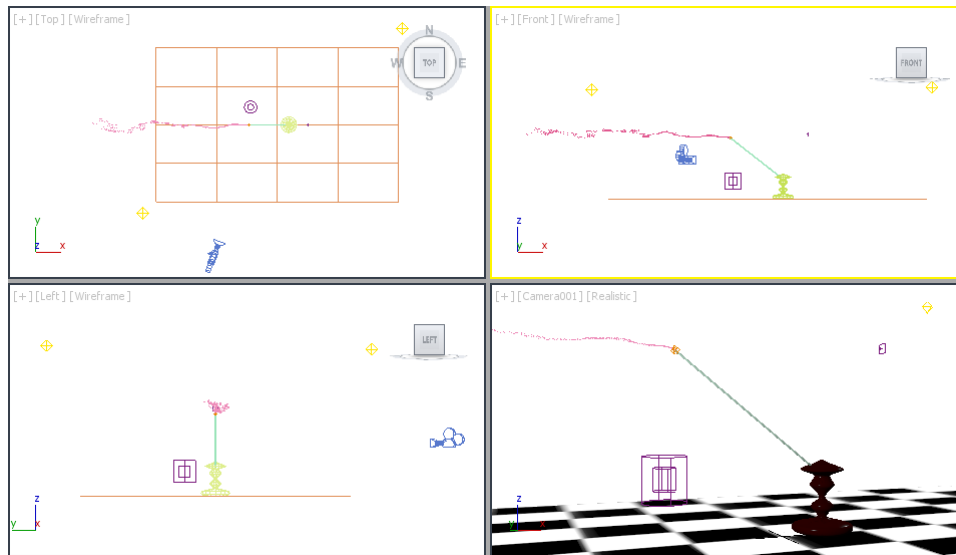 [+] [Top] [Wireframe]
N
W TOP E
S
y
z x
[+] [Front] [Wireframe]
FRONT
z
y x
[+] [Left] [Wireframe]
LEFT
z
y x
[+] [Camera001] [Realistic]
z
y x